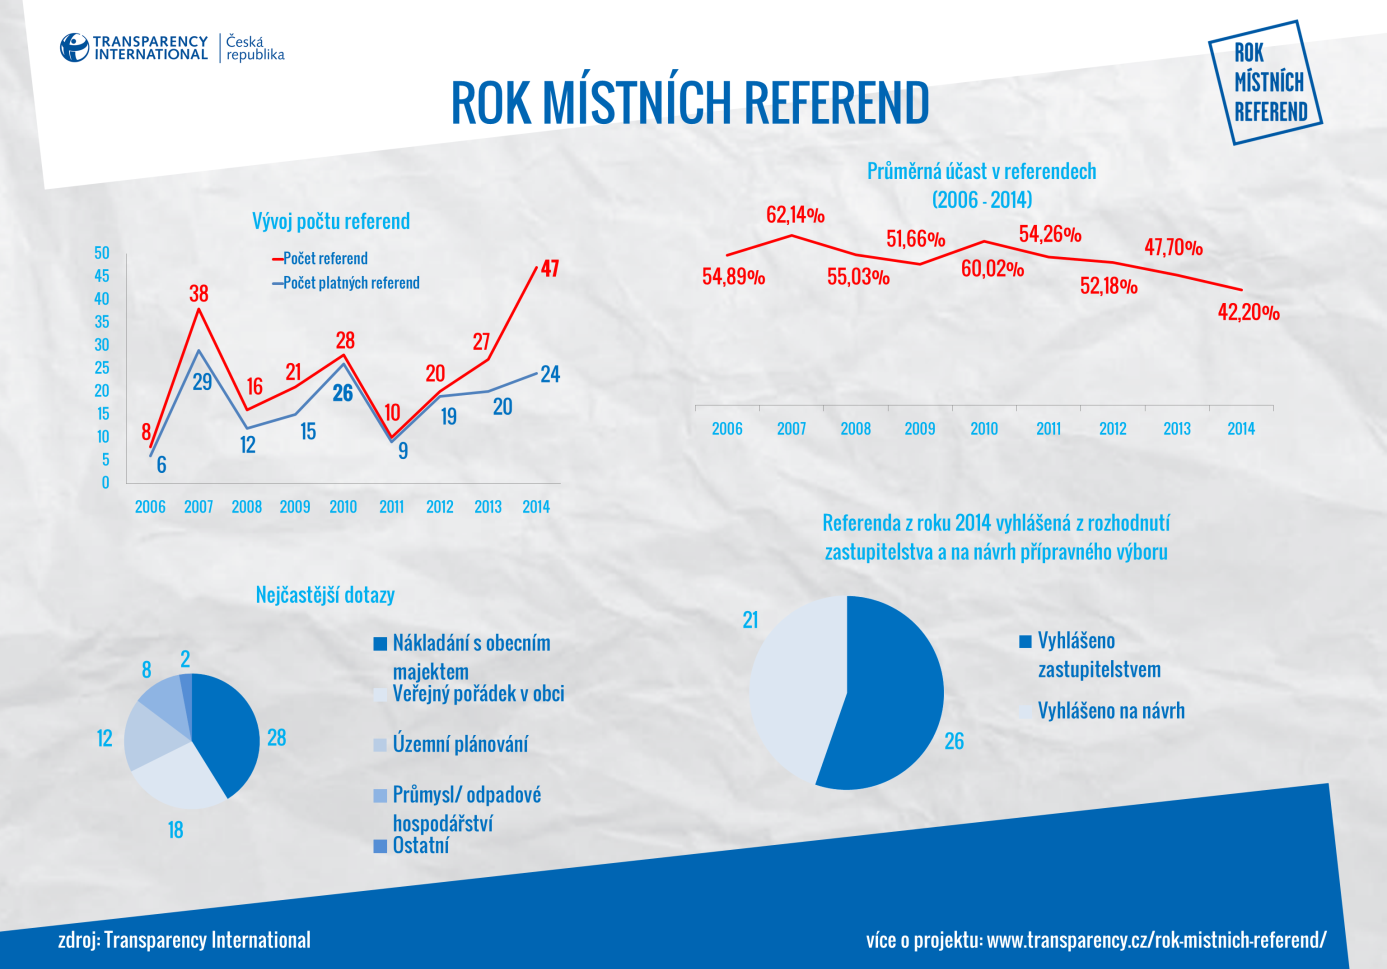 TRANSPARENCY
INTERNATIONAL
Česká
republika
ROK MÍSTNÍCH REFEREND
ROK
MÍSTNÍCH
REFEREND
Vývoj počtu referend
Počet referend
Počet platných referend
50
45
40
35
30
25
20
15
10
5
0
8
38
16
21
28
10
20
27
47
6
29
12
15
26
9
19
20
24
2006 2007 2008 2009 2010 2011 2012 2013 2014
Průměrná účast v referendech
(2006 - 2014)
54,89%
62,14%
55,03%
51,66%
60,02%
54,26%
52,18%
47,70%
42,20%
2006 2007 2008 2009 2010 2011 2012 2013 2014
Nejčastější dotazy
28
18
12
8
2
Nákladání s obecním
majektem
Veřejný pořádek v obci
Územní plánování
Průmysl/ odpadové
hospodářství
Ostatní
Referenda z roku 2014 vyhlášená z rozhodnutí
zastupitelstva a na návrh přípravného výboru
21
26
Vyhlášeno
zastupitelstvem
Vyhlášeno na návrh
zdroj: Transparency International
více o projektu: www.transparency.cz/rok-mistnich-referend/